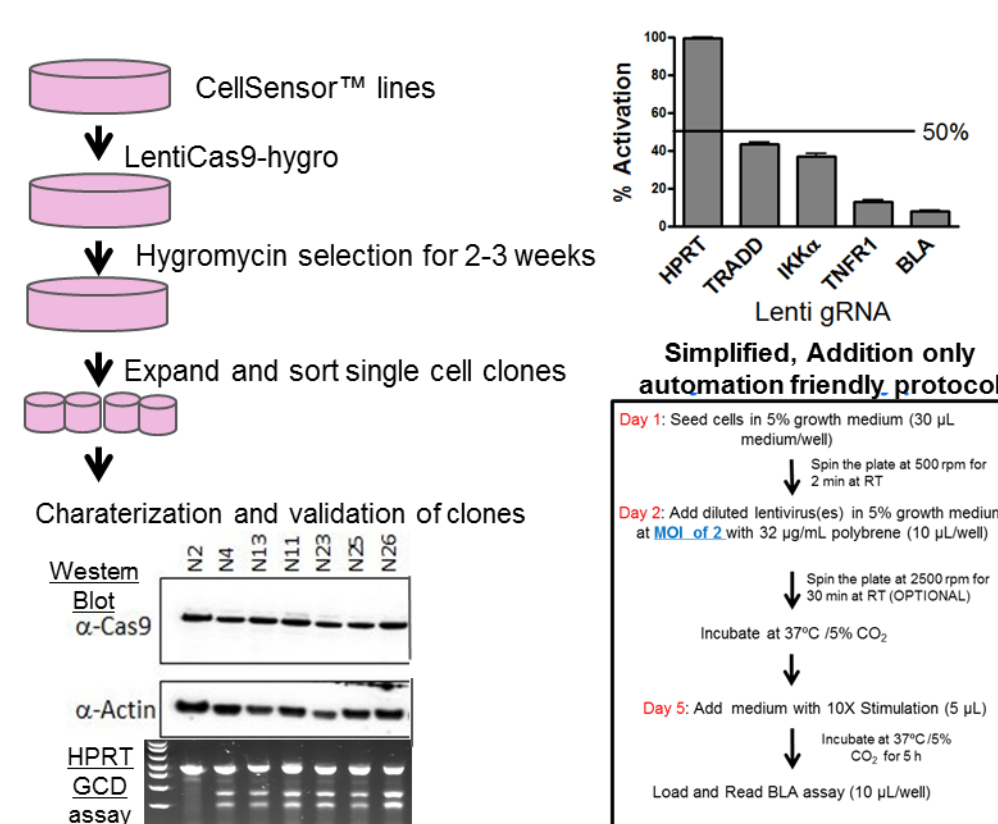 CellSensor™ lines
LentiCas9-hygro
Hygromycin selection for 2-3 weeks
Expand and sort single cell clones
Charaterization and validation of clones
N2 N4 N13 N11 N23 N25 N26
Western
Blot
α-Cas9
α-Actin
HPRT
GCD
assay
% Activation
100
80
60
50%
40
20
0
HPRT TRADD IKKα TNFR1 BLA
Lenti gRNA
Simplified, Addition only
automation friendly protocol
Day 1: Seed cells in 5% growth medium (30 µL
medium/well)
Spin the plate at 500 rpm for
2 min at RT
Day 2: Add diluted lentivirus(es) in 5% growth medium
at MOI of 2 with 32 µg/mL polybrene (10 µL/well)
Spin the plate at 2500 rpm for
30 min at RT (OPTIONAL)
Incubate at 37ºC /5% CO₂
Day 5: Add medium with 10X Stimulation (5 µL)
Incubate at 37ºC/5%
CO₂ for 5 h
Load and Read BLA assay (10 µL/well)